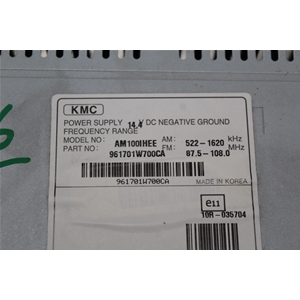 KMC
POWER SUPPLY 14.4V DC NEGATIVE GROUND
FREQUENCY RANGE
MODEL NO: AM100IHEE AM: 522-1620 kHz
PART NO: 961701W700CA FM: 87.5-108.0
961701W700CA
MADE IN KOREA
e11
10R-035704